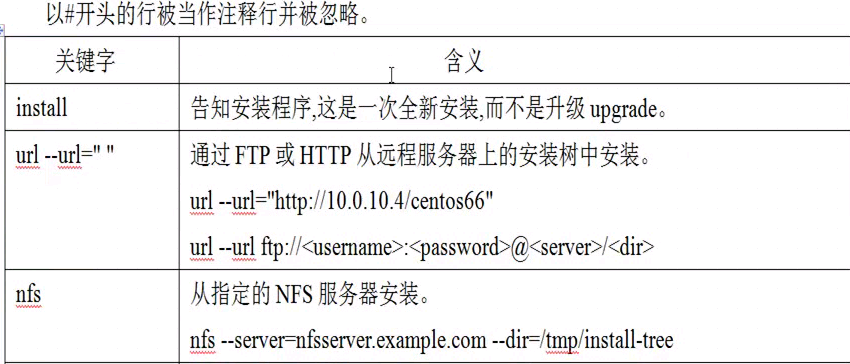 以#开头的行被当作注释行并被忽略。
关键字 含义
install 告知安装程序,这是一次全新安装,而不是升级 upgrade。
url --url=" " 通过 FTP 或 HTTP 从远程服务器上的安装树中安装。
url --url="http://10.0.10.4/centos66"
url --url ftp://<username>:<password>@<server>/<dir>
nfs 从指定的 NFS 服务器安装。
nfs --server=nfsserver.example.com --dir=/tmp/install-tree